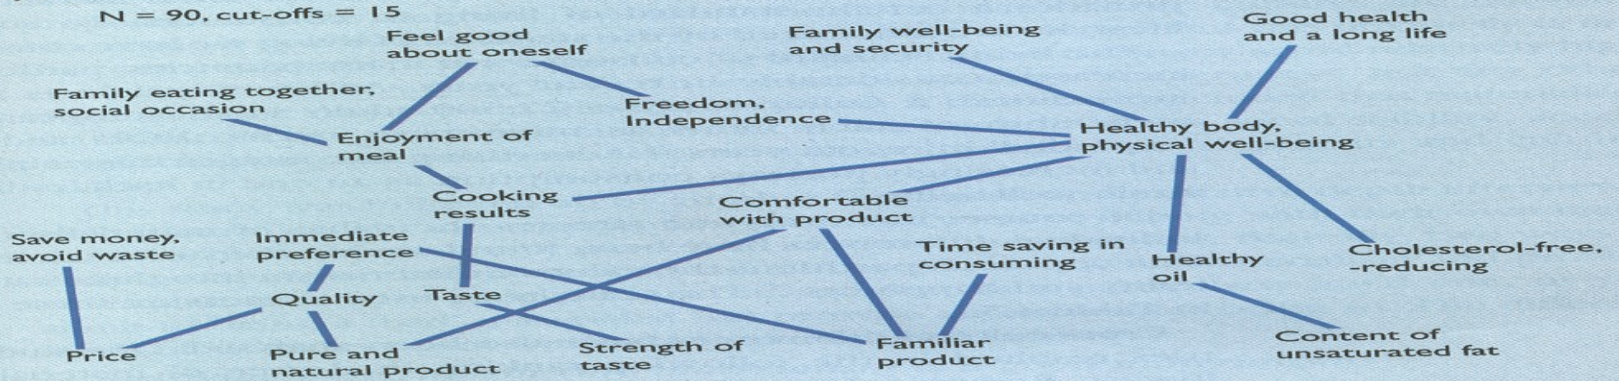 N = 90, cut-offs = 15
Feel good
about oneself
Family well-being
and security
Good health
and a long life
Family eating together,
social occasion
Freedom,
Independence
Enjoyment of
meal
Healthy body,
physical well-being
Cooking
results
Comfortable
with product
Save money,
avoid waste
Immediate
preference
Time saving in
consuming
Healthy
oil
Cholesterol-free,
-reducing
Quality
Taste
Price
Pure and
natural product
Strength of
taste
Familiar
product
Content of
unsaturated fat